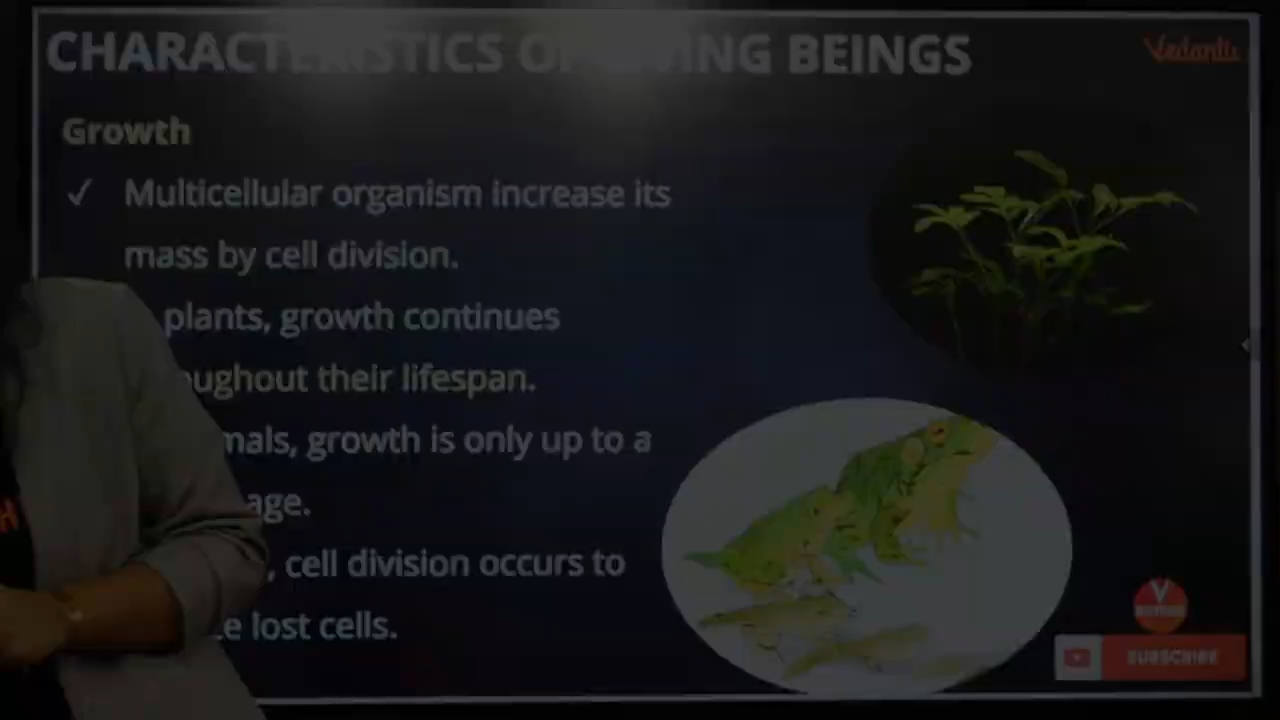 CHARACTERISTICS OF LIVING BEINGS
Vedantu
Growth
✓ Multicellular organism increase its
mass by cell division.
plants, growth continues
oughout their lifespan.
mals, growth is only up to a
age.
, cell division occurs to
lost cells.
V
SUBSCRIBE